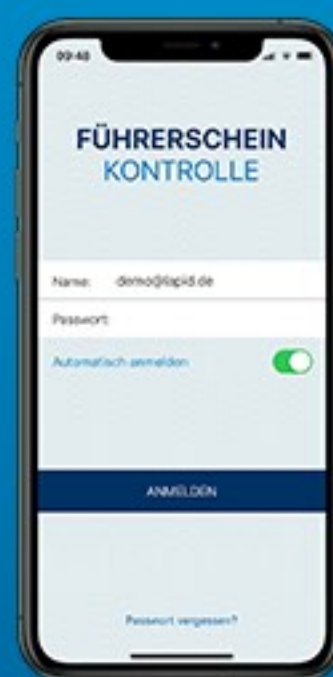 09:48
FÜHRERSCHEIN
KONTROLLE
Name: demo@lapid.de
Passwort:
Automatisch anmelden
ANMELDEN
Passwort vergessen?